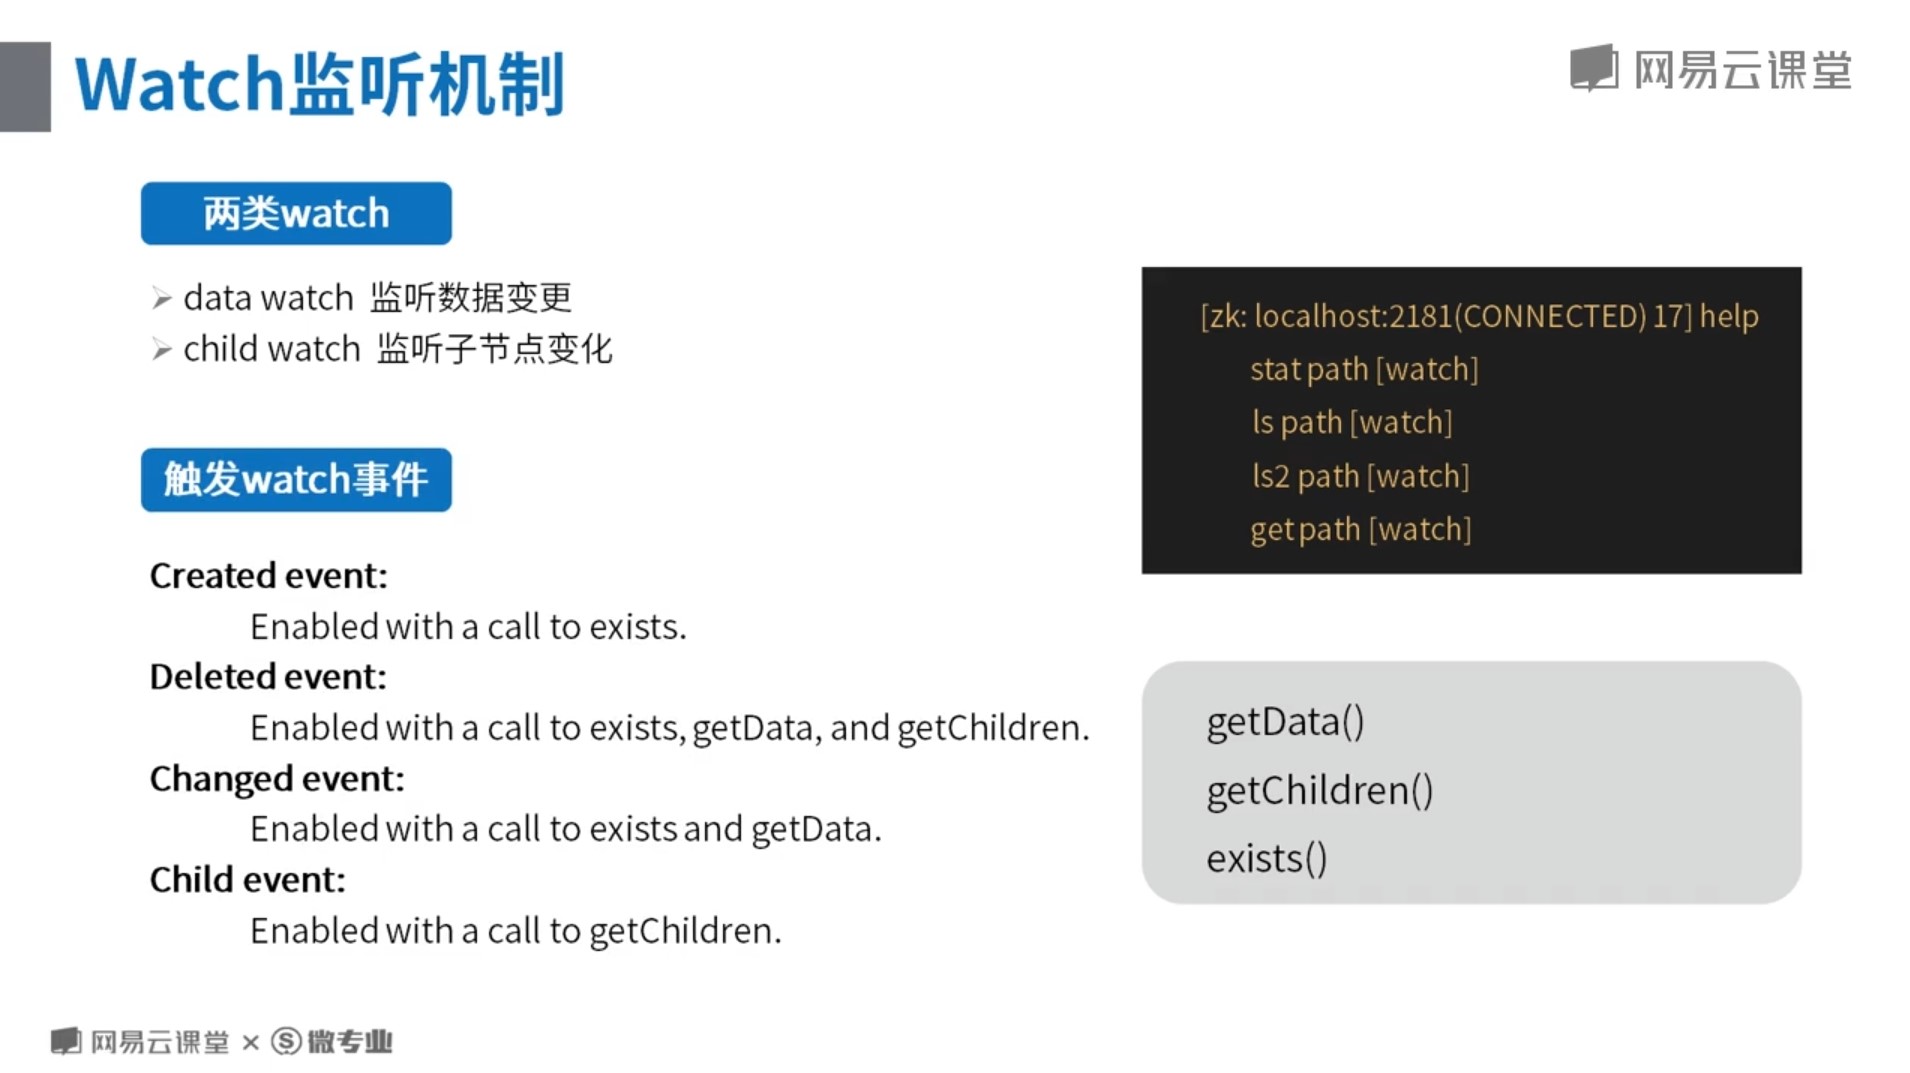 Watch监听机制
网易云课堂
两类watch
data watch 监听数据变更
child watch 监听子节点变化
触发watch事件
Created event:
Enabled with a call to exists.
Deleted event:
Enabled with a call to exists, getData, and getChildren.
Changed event:
Enabled with a call to exists and getData.
Child event:
Enabled with a call to getChildren.
[zk: localhost:2181(CONNECTED) 17] help
stat path [watch]
ls path [watch]
ls2 path [watch]
get path [watch]
getData()
getChildren()
exists()
网易云课堂 × Ⓢ 微专业